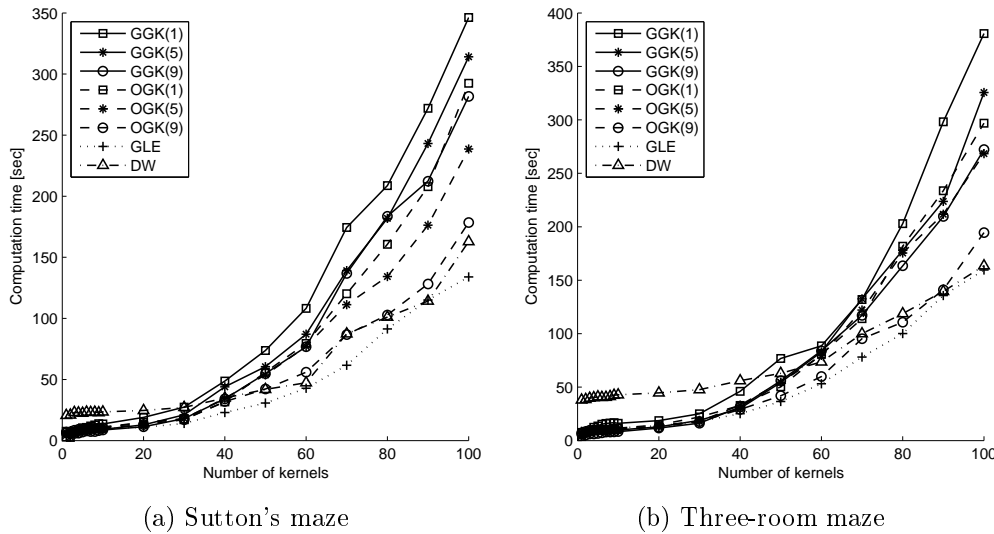 350
300
250
200
150
100
50
0
Computation time [sec]
GGK(1)
GGK(5)
GGK(9)
OGK(1)
OGK(5)
OGK(9)
GLE
DW
1 20 40 60 80 100
Number of kernels
(a) Sutton's maze
400
350
300
250
200
150
100
50
0
Computation time [sec]
GGK(1)
GGK(5)
GGK(9)
OGK(1)
OGK(5)
OGK(9)
GLE
DW
1 20 40 60 80 100
Number of kernels
(b) Three-room maze